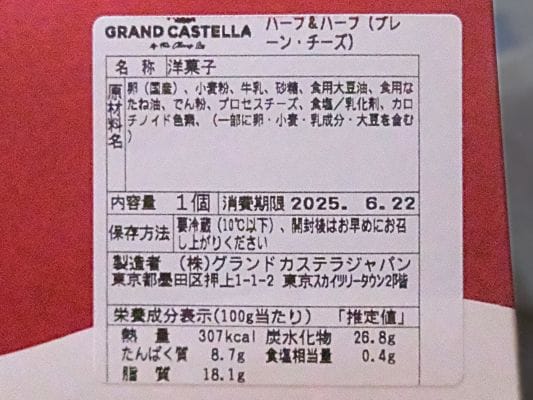 GRAND CASTELLA
ハーフ&ハーフ（プレ
ーン・チーズ）
名 称 洋菓子
原材料名
卵（国産）、小麦粉、牛乳、砂糖、食用大豆油、食用な
たね油、でん粉、プロセスチーズ、食塩／乳化剤、カロ
チノイド色素、（一部に卵・小麦・乳成分・大豆を含む
）
内容量 1個 消費期限 2025. 6.22
保存方法 要冷蔵（10℃以下）、開封後はお早めにお召
し上がりください
製造者 （株）グランドカステラジャパン
東京都墨田区押上1-1-2 東京スカイツリータウン2階
栄養成分表示(100g当たり) 「推定値」
熱 量 307kcal 炭水化物 26.8g
たんぱく質 8.7g 食塩相当量 0.4g
脂 質 18.1g